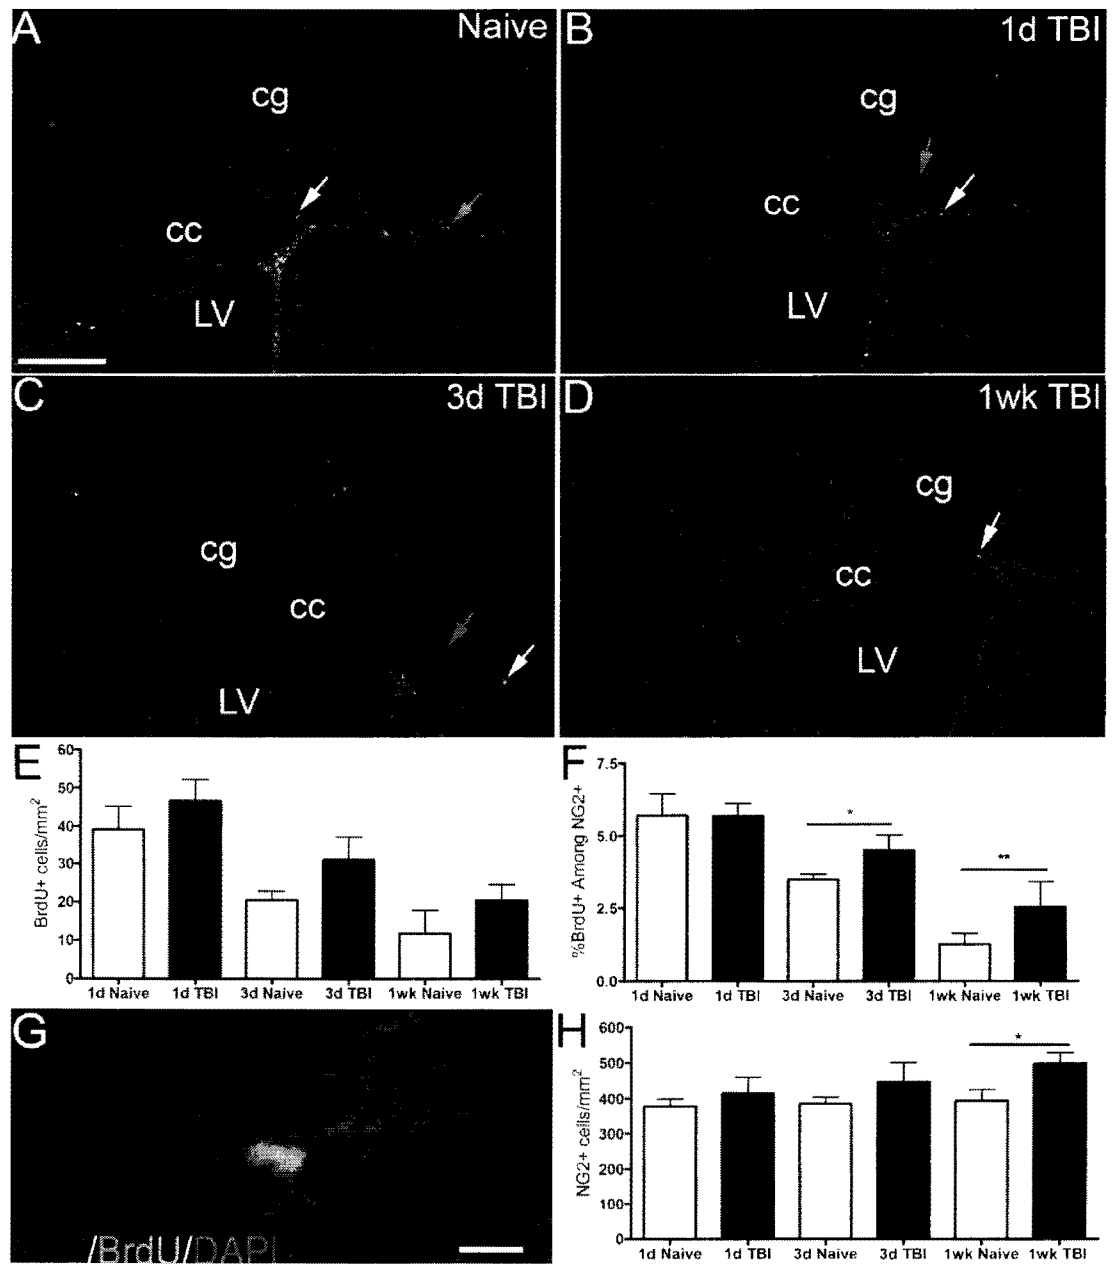 A Naive
cg
cc
LV
B 1d TBI
cg
cc
LV
C 3d TBI
cg
cc
LV
D 1wk TBI
cg
cc
LV
E
BrdU+ cells/mm²
60
50
40
30
20
10
0
1d Naive 1d TBI 3d Naive 3d TBI 1wk Naive 1wk TBI
F
%BrdU+ Among NG2+
7.5
5.0
2.5
0.0
*
**
1d Naive 1d TBI 3d Naive 3d TBI 1wk Naive 1wk TBI
G
/BrdU/DAPI
H
NG2+ cells/mm²
600
500
400
300
200
100
0
*
1d Naive 1d TBI 3d Naive 3d TBI 1wk Naive 1wk TBI